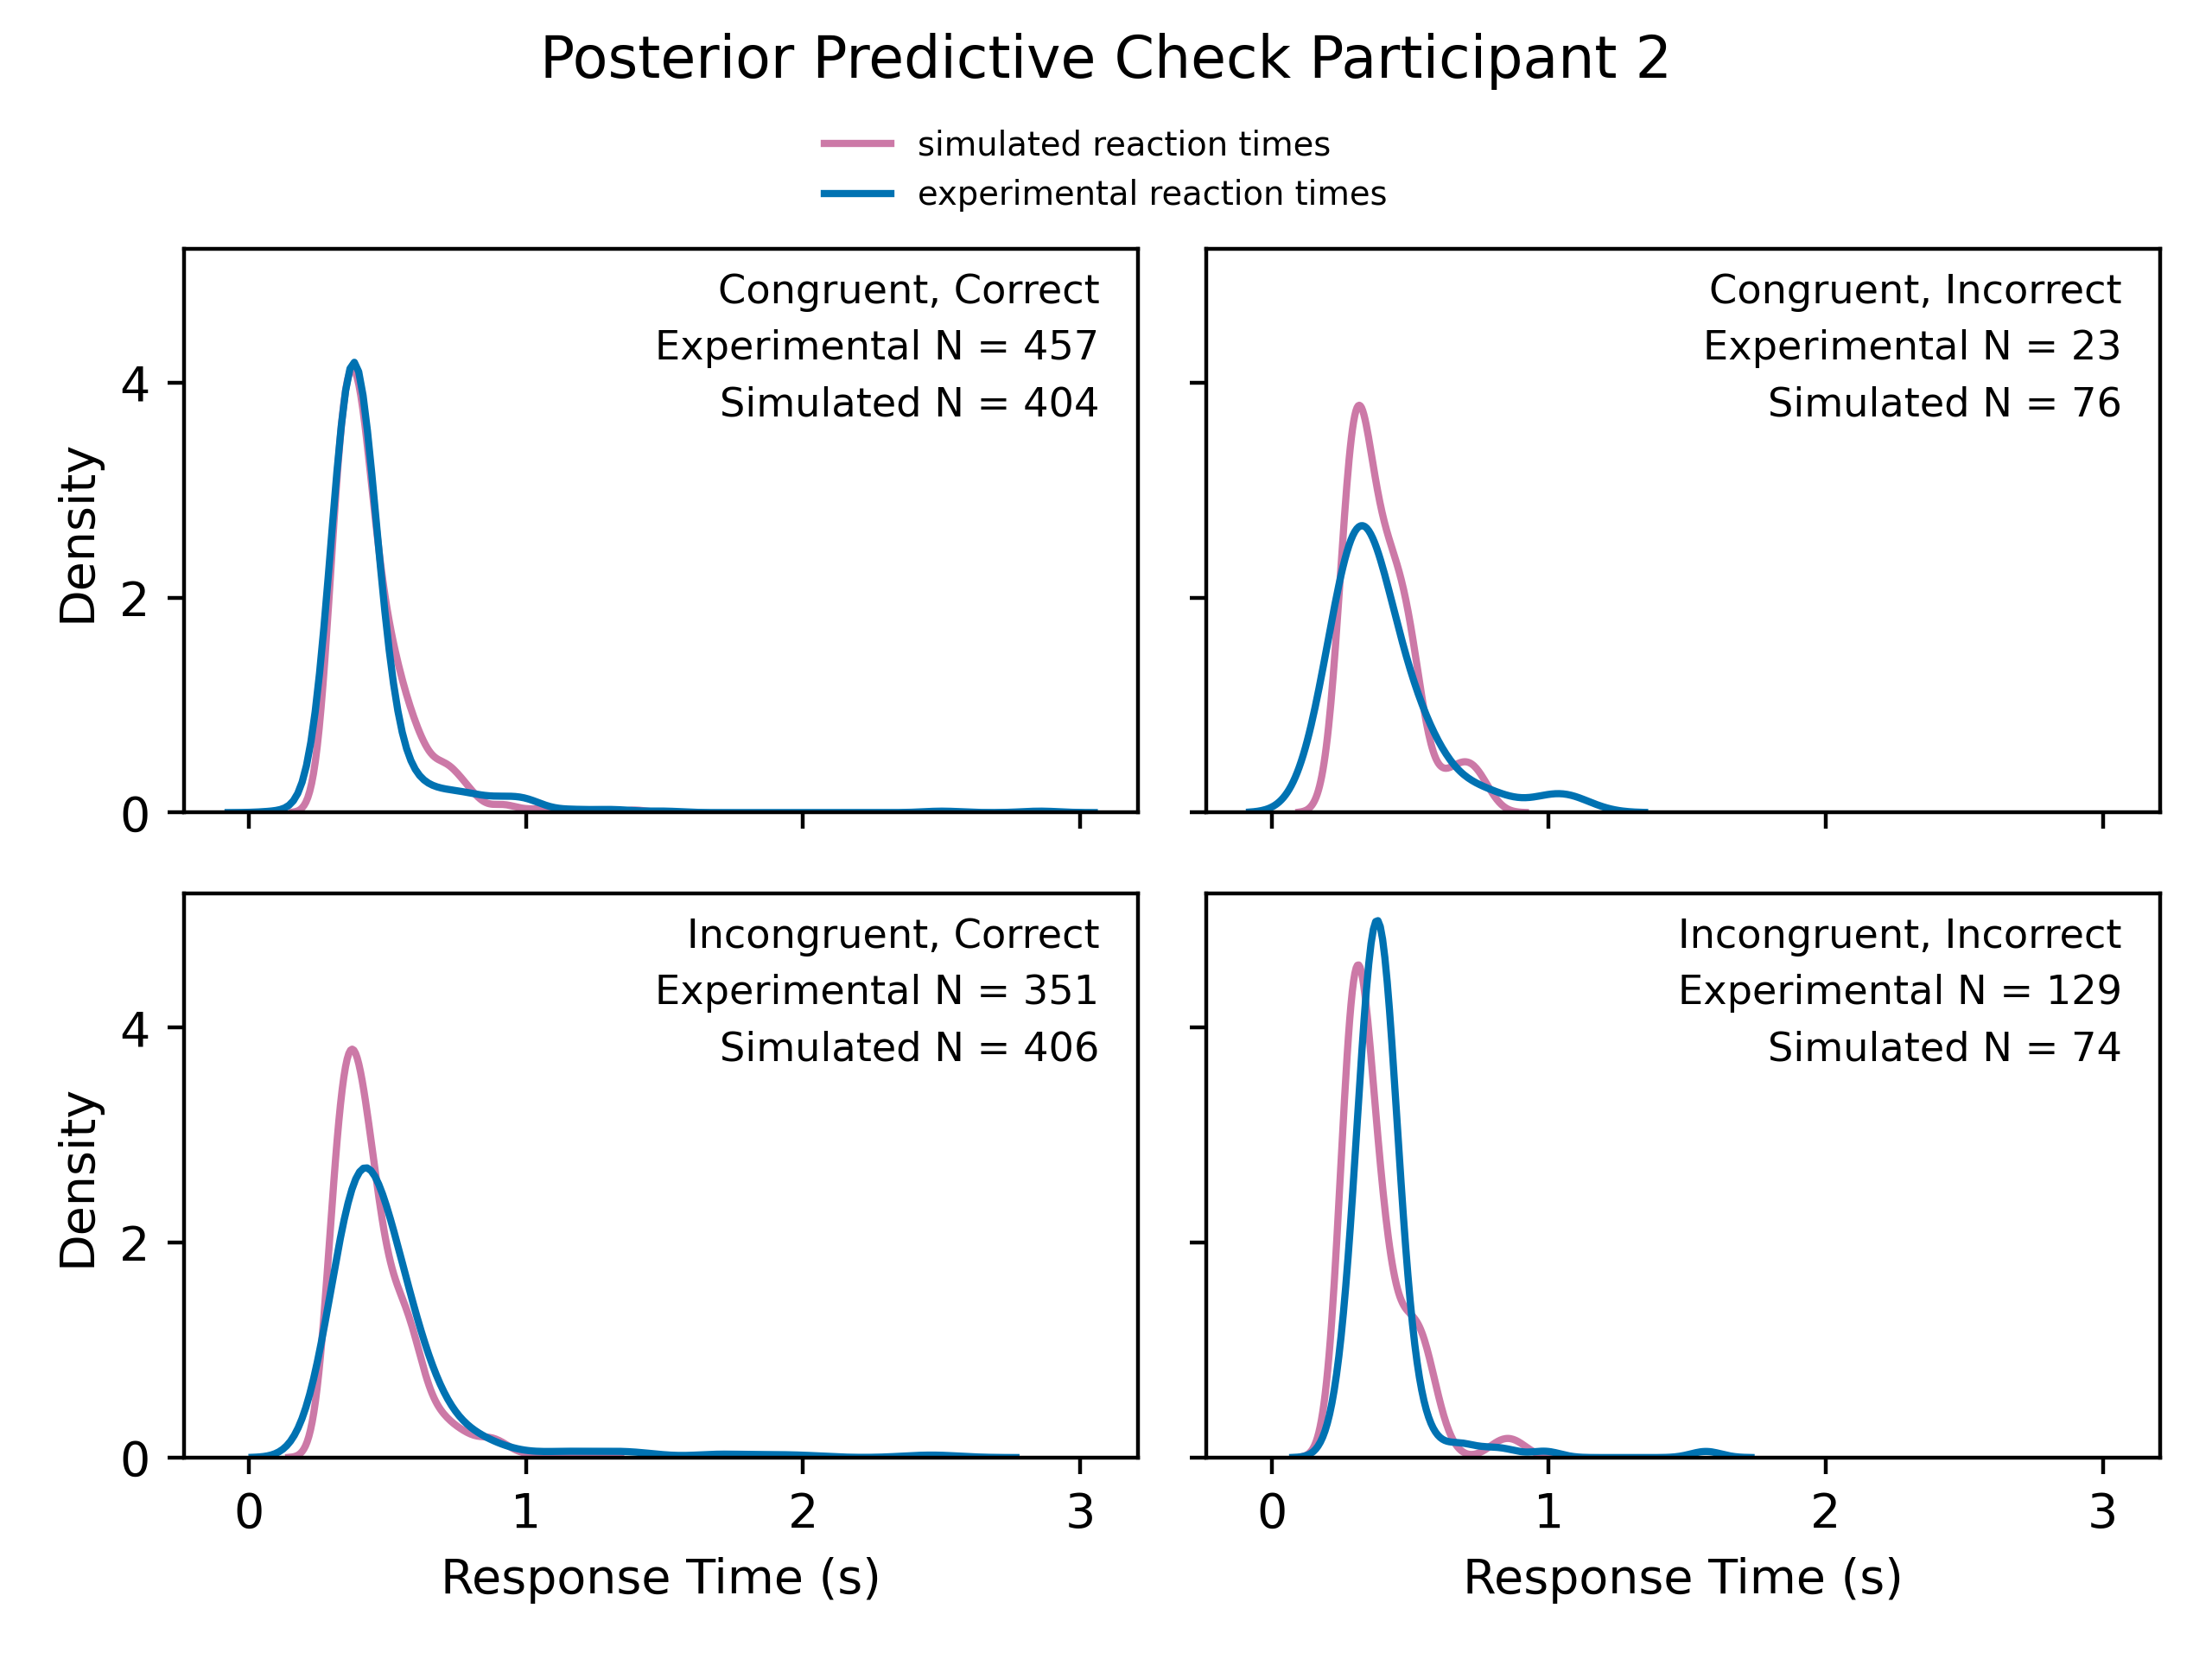 Posterior Predictive Check Participant 2
simulated reaction times
experimental reaction times
Congruent, Correct
Experimental N = 457
Simulated N = 404
Density
4
2
0
Congruent, Incorrect
Experimental N = 23
Simulated N = 76
Incongruent, Correct
Experimental N = 351
Simulated N = 406
Density
4
2
0
0 1 2 3
Response Time (s)
Incongruent, Incorrect
Experimental N = 129
Simulated N = 74
0 1 2 3
Response Time (s)